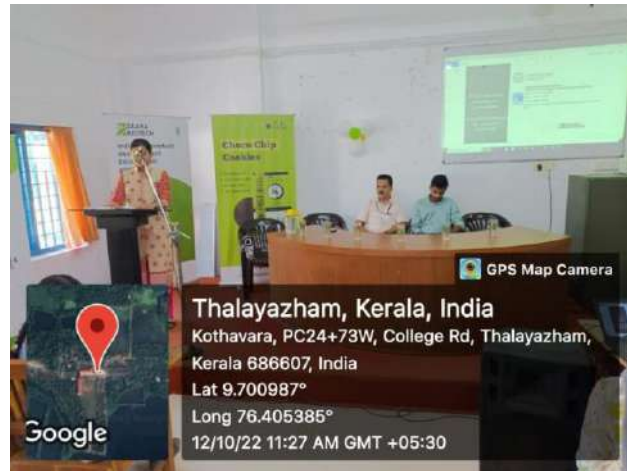 Choco Chip
Cookies
GPS Map Camera
Thalayazham, Kerala, India
Kothavara, PC24+73W, College Rd, Thalayazham,
Kerala 686607, India
Lat 9.700987°
Long 76.405385°
12/10/22 11:27 AM GMT +05:30
Google